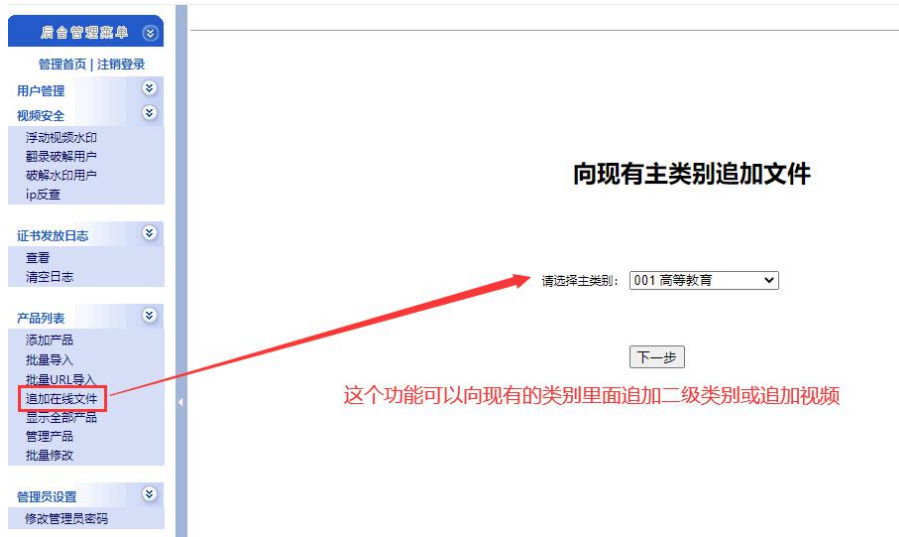 后台管理菜单
管理首页 | 注销登录
用户管理
视频安全
浮动视频水印
翻录破解用户
破解水印用户
ip反查
证书发放日志
查看
清空日志
产品列表
添加产品
批量导入
批量URL导入
追加在线文件
显示全部产品
管理产品
批量修改
管理员设置
修改管理员密码
向现有主类别追加文件
请选择主类别: 001 高等教育
下一步
这个功能可以向现有的类别里面追加二级类别或追加视频